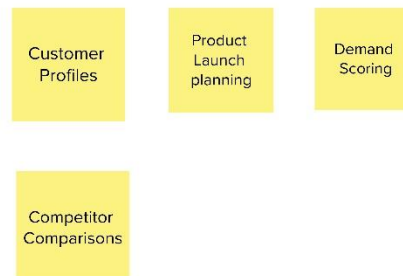 Customer
Profiles
Product
Launch
planning
Demand
Scoring
Competitor
Comparisons